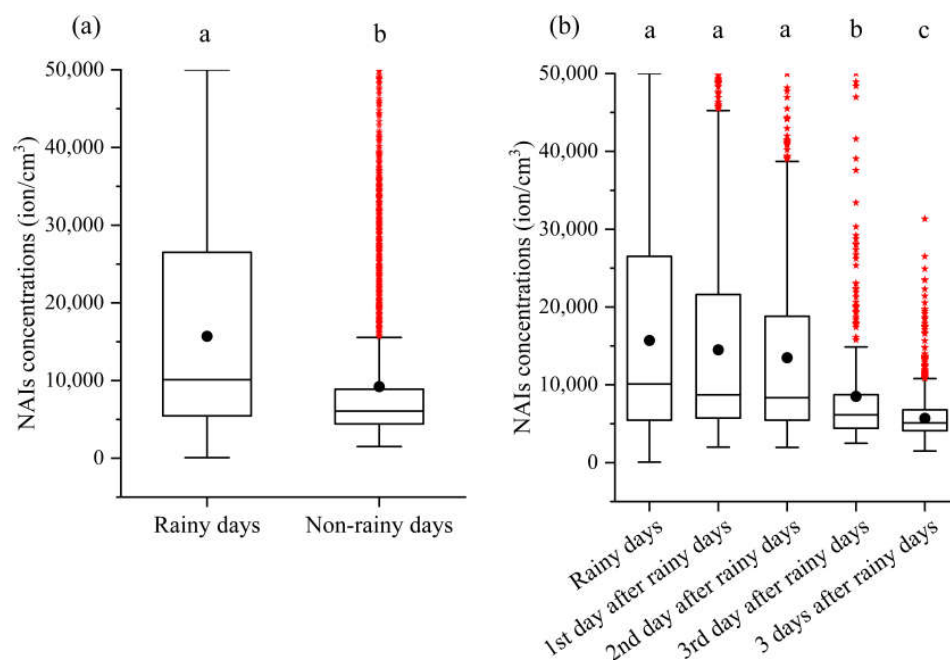 (a)
a
b
50,000
40,000
30,000
20,000
10,000
0
NAIs concentrations (ion/cm³)
Rainy days
Non-rainy days
(b)
a
a
a
b
c
50,000
40,000
30,000
20,000
10,000
0
NAIs concentrations (ion/cm³)
Rainy days
1st day after rainy days
2nd day after rainy days
3rd day after rainy days
3 days after rainy days